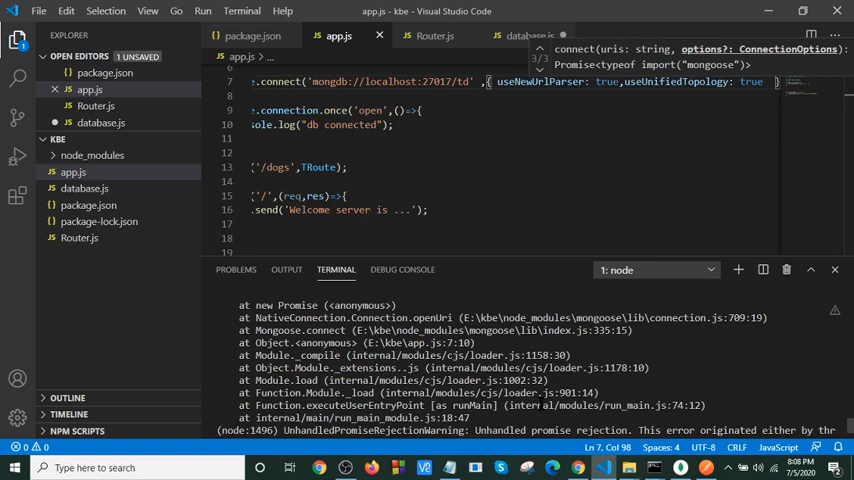 File Edit Selection View Go Run Terminal Help
app.js - kbe - Visual Studio Code
EXPLORER
OPEN EDITORS 1 UNSAVED
package.json
app.js
Router.js
database.js
KBE
node_modules
app.js
database.js
package.json
package-lock.json
Router.js
OUTLINE
TIMELINE
NPM SCRIPTS
package.json app.js Router.js database.js
app.js > ...
3/3
connect(uris: string, options?: ConnectionOptions):
Promise<typeof import("mongoose")>
6
7 e.connect('mongdb://localhost:27017/td' ,{ useNewUrlParser: true,useUnifiedTopology: true }
9 e.connection.once('open',()=>{
10 sole.log("db connected");
11
12
13 ('/dogs',TRoute);
14
15 ('/',(req,res)=>{
16 .send('Welcome server is ...');
17
18
19
PROBLEMS OUTPUT TERMINAL DEBUG CONSOLE
1: node
at new Promise (<anonymous>)
at NativeConnection.Connection.openUri (E:\kbe\node_modules\mongoose\lib\connection.js:709:19)
at Mongoose.connect (E:\kbe\node_modules\mongoose\lib\index.js:335:15)
at Object.<anonymous> (E:\kbe\app.js:7:10)
at Module._compile (internal/modules/cjs/loader.js:1158:30)
at Object.Module._extensions..js (internal/modules/cjs/loader.js:1178:10)
at Module.load (internal/modules/cjs/loader.js:1002:32)
at Function.Module._load (internal/modules/cjs/loader.js:901:14)
at Function.executeUserEntryPoint [as runMain] (internal/modules/run_main.js:74:12)
at internal/main/run_main_module.js:18:47
(node:1496) UnhandledPromiseRejectionWarning: Unhandled promise rejection. This error originated either by thr
0 0
Ln 7, Col 98 Spaces: 4 UTF-8 CRLF JavaScript
Type here to search
8:08 PM
7/5/2020